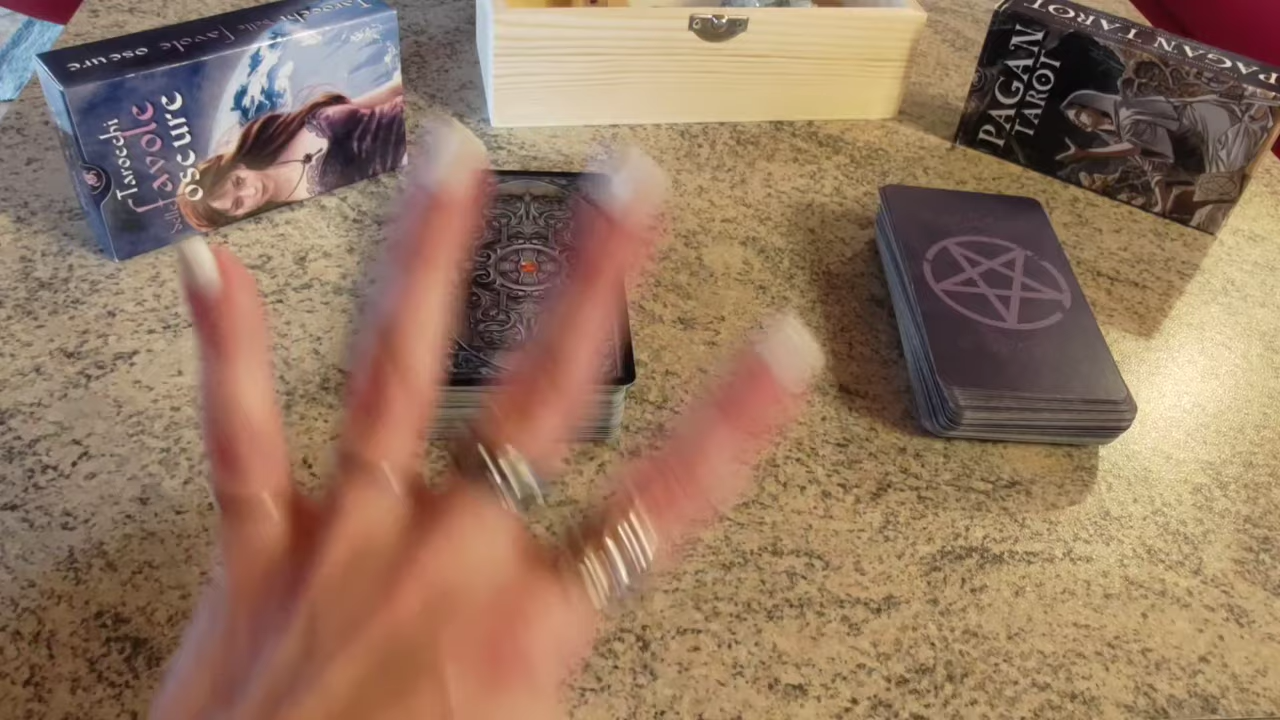 Tarocchi delle favole oscure
Tarocchi
delle favole
oscure
PAGAN TAROT
PAGAN
TAROT